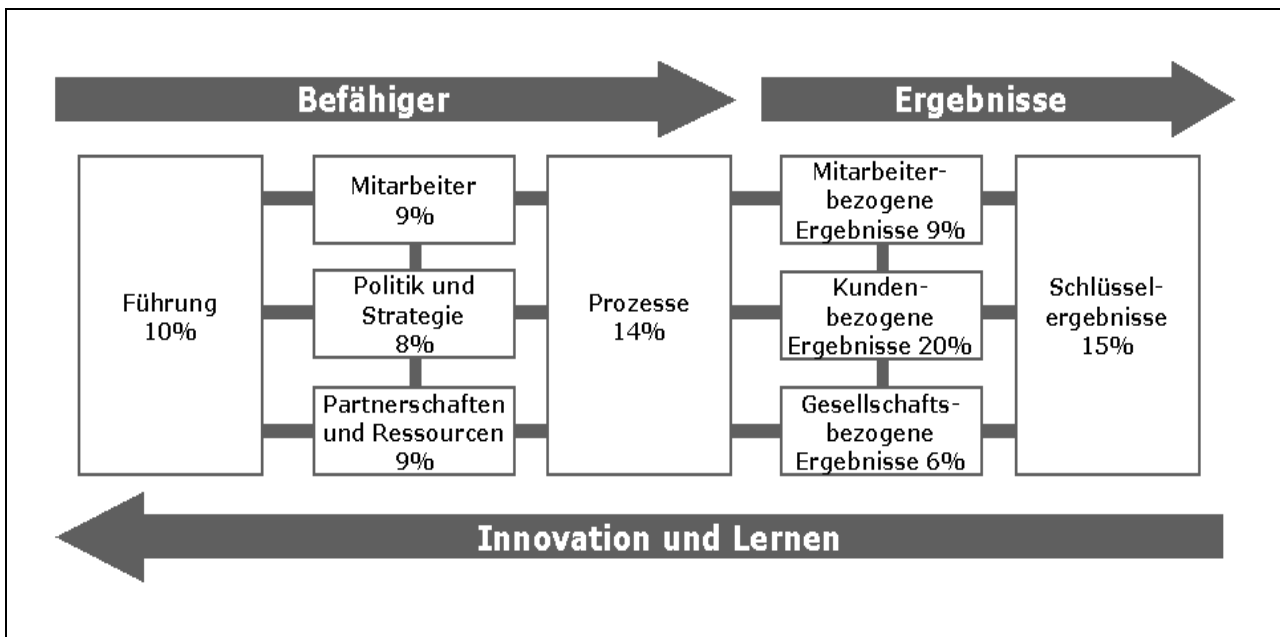 Befähiger
Ergebnisse
Führung
10%
Mitarbeiter
9%
Politik und
Strategie
8%
Partnerschaften
und Ressourcen
9%
Prozesse
14%
Mitarbeiter-
bezogene
Ergebnisse 9%
Kunden-
bezogene
Ergebnisse 20%
Gesellschafts-
bezogene
Ergebnisse 6%
Schlüssel-
ergebnisse
15%
Innovation und Lernen